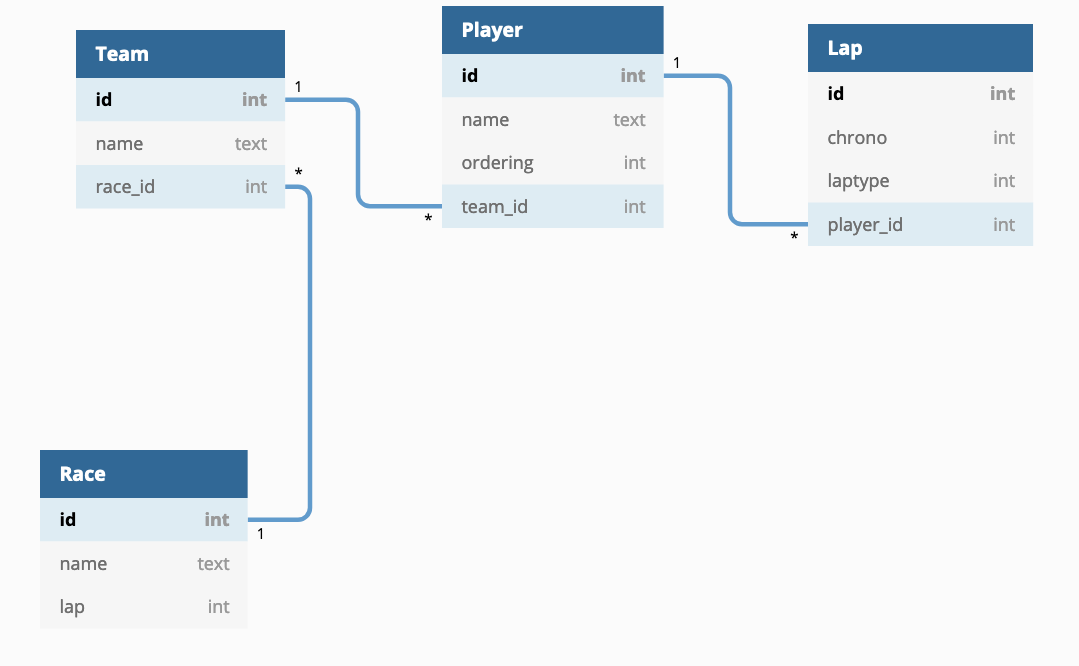 Team
id int
name text
race_id int
1
*
Player
id int
name text
ordering int
team_id int
1
*
Lap
id int
chrono int
laptype int
player_id int
*
Race
id int
name text
lap int
1